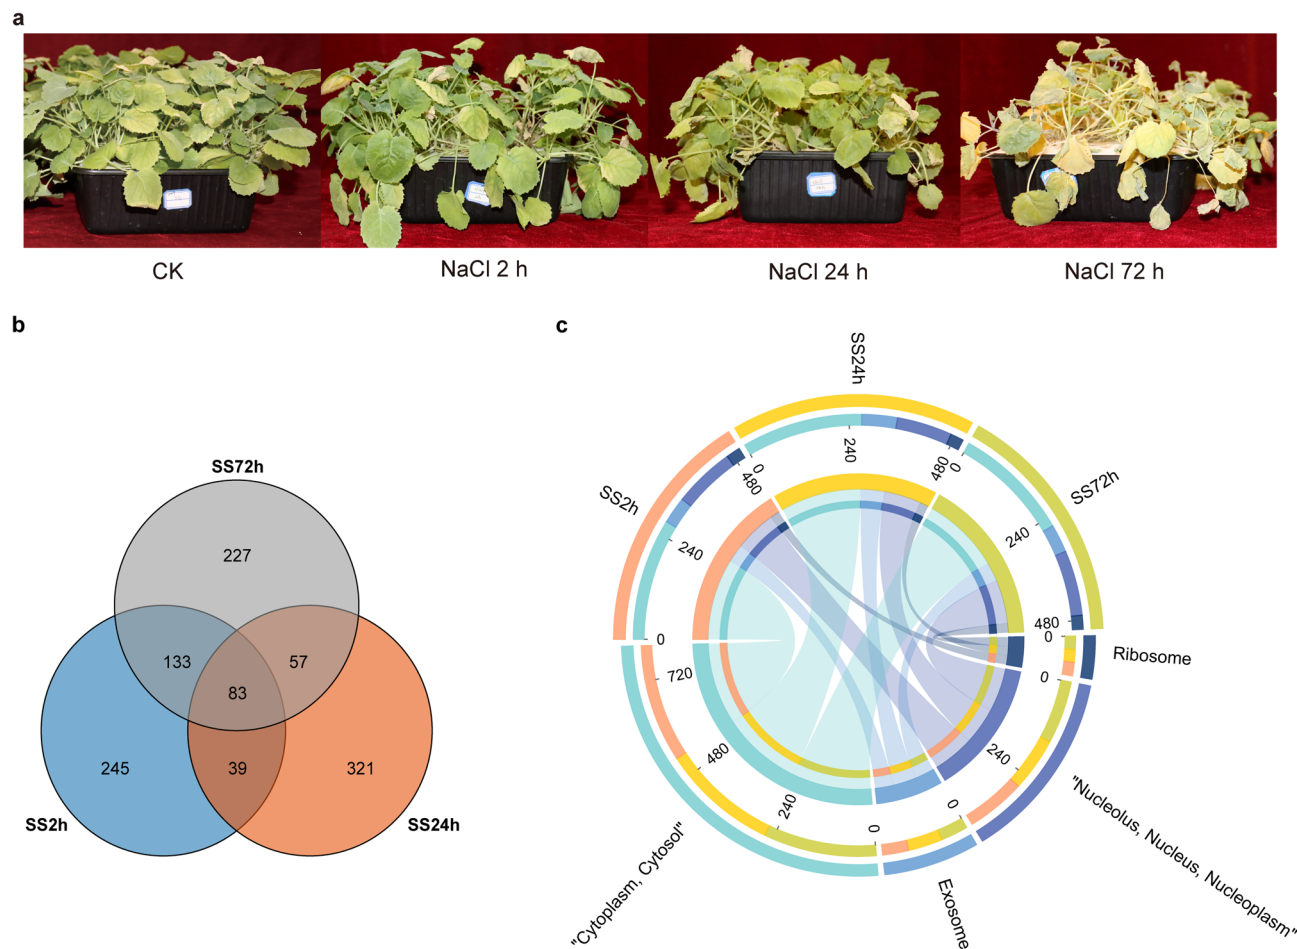 a
CK
NaCl 2 h
NaCl 24 h
NaCl 72 h
b
SS72h
227
133
57
83
245
39
321
SS2h
SS24h
c
SS24h
SS2h
SS72h
0
240
480
0
240
480
0
240
480
Ribosome
0
"Nucleolus, Nucleus, Nucleoplasm"
0
240
Exosome
0
"Cytoplasm, Cytosol"
0
240
480
720